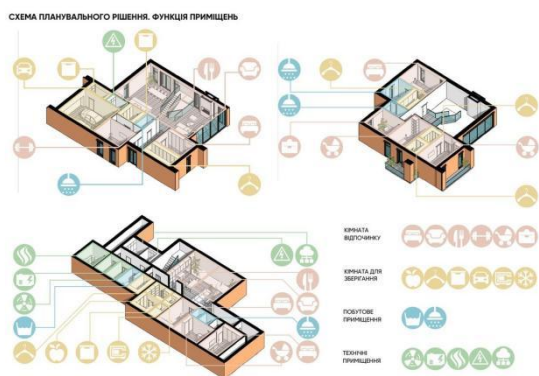 СХЕМА ПЛАНУВАЛЬНОГО РІШЕННЯ. ФУНКЦІЯ ПРИМІЩЕНЬ
КІМНАТА
ВІДПОЧИНКУ
КІМНАТА ДЛЯ
ЗБЕРІГАННЯ
ПОБУТОВЕ
ПРИМІЩЕННЯ
ТЕХНІЧНІ
ПРИМІЩЕННЯ